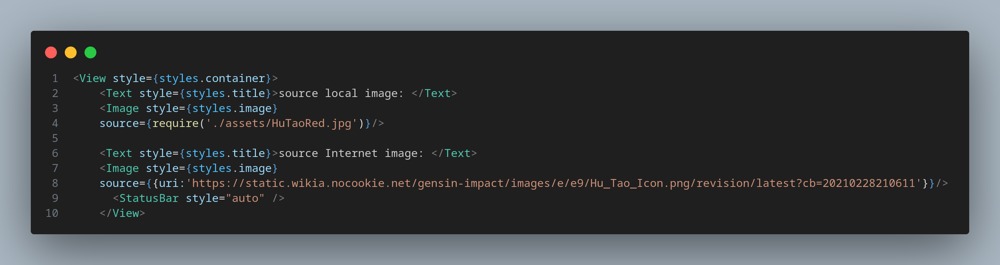 1 <View style={styles.container}>
2     <Text style={styles.title}>source local image: </Text>
3     <Image style={styles.image}
4     source={require('./assets/HuTaoRed.jpg')}/>
5
6     <Text style={styles.title}>source Internet image: </Text>
7     <Image style={styles.image}
8     source={{uri:'https://static.wikia.nocookie.net/gensin-impact/images/e/e9/Hu_Tao_Icon.png/revision/latest?cb=20210228210611'}}/>
9       <StatusBar style="auto" />
10     </View>